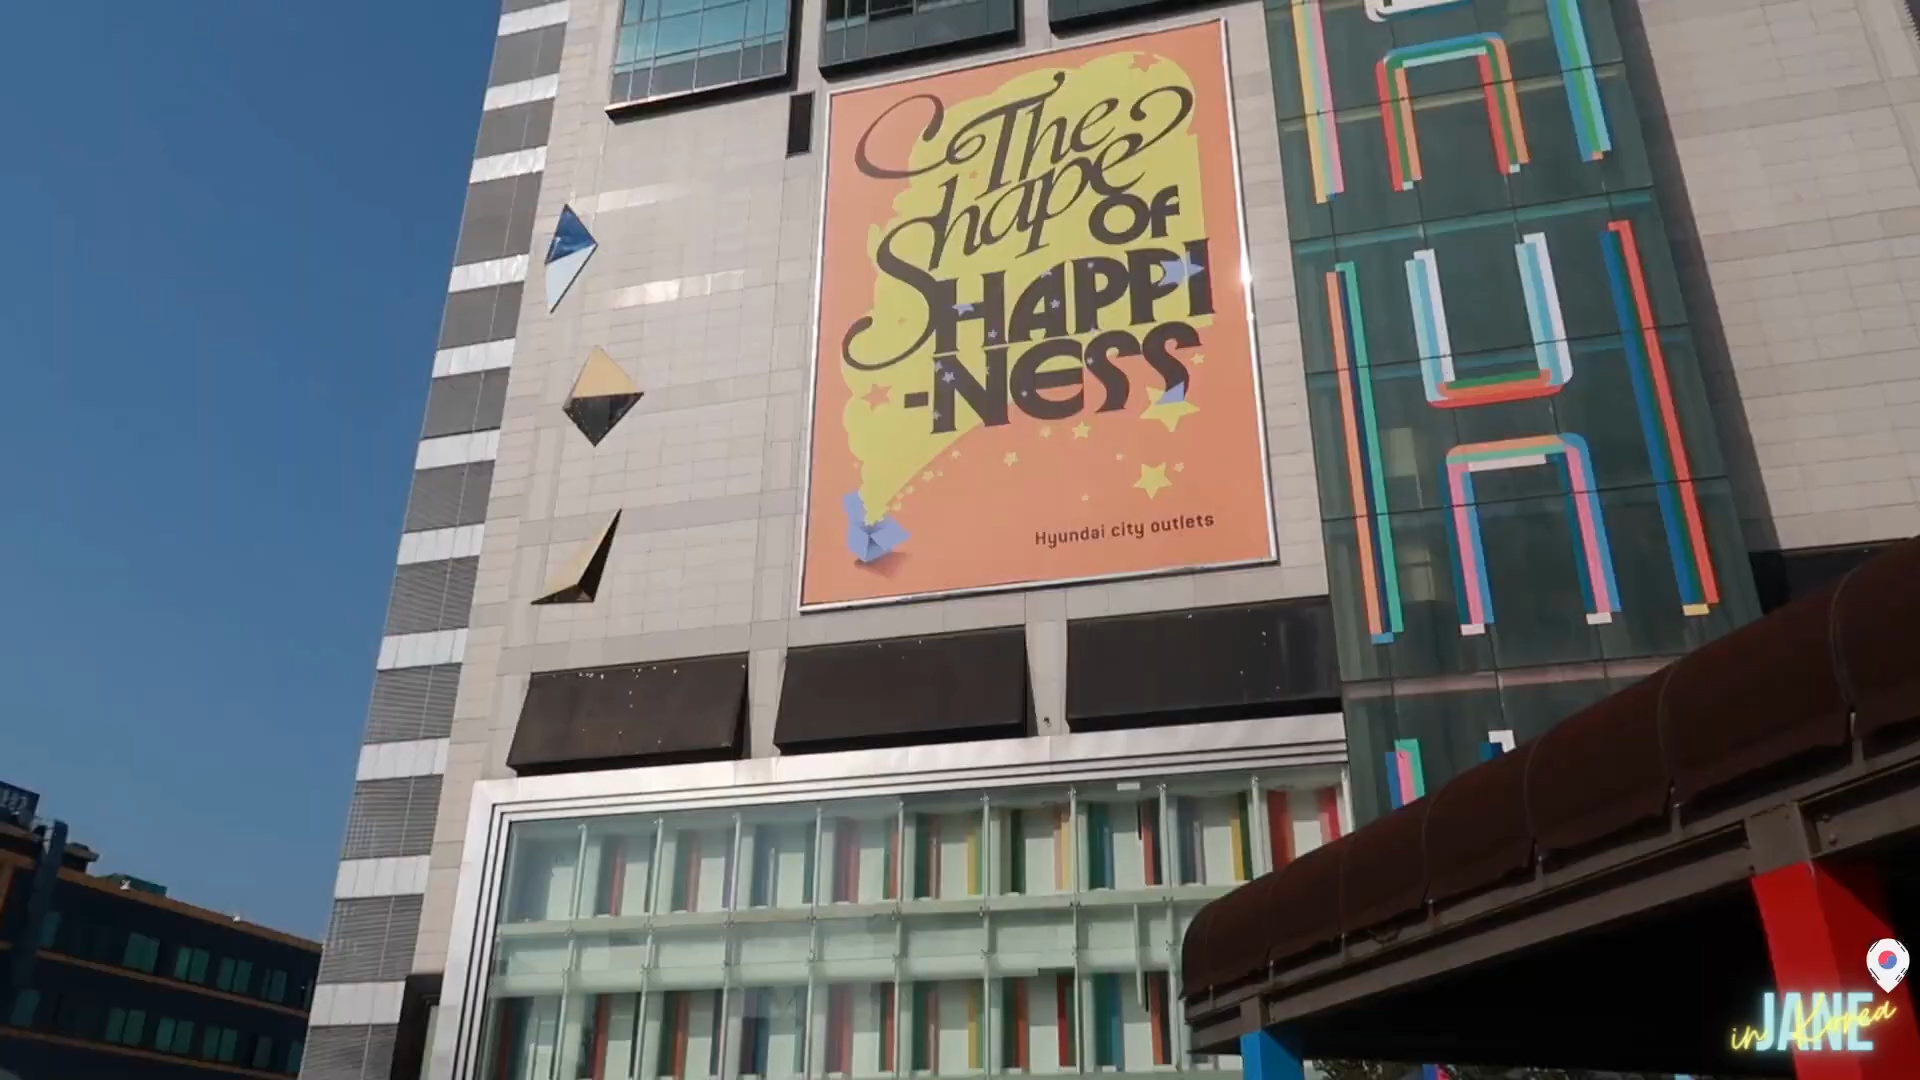 The
shape
OF
HAPPI
-NESS
Hyundai city outlets
JANE
in Korea